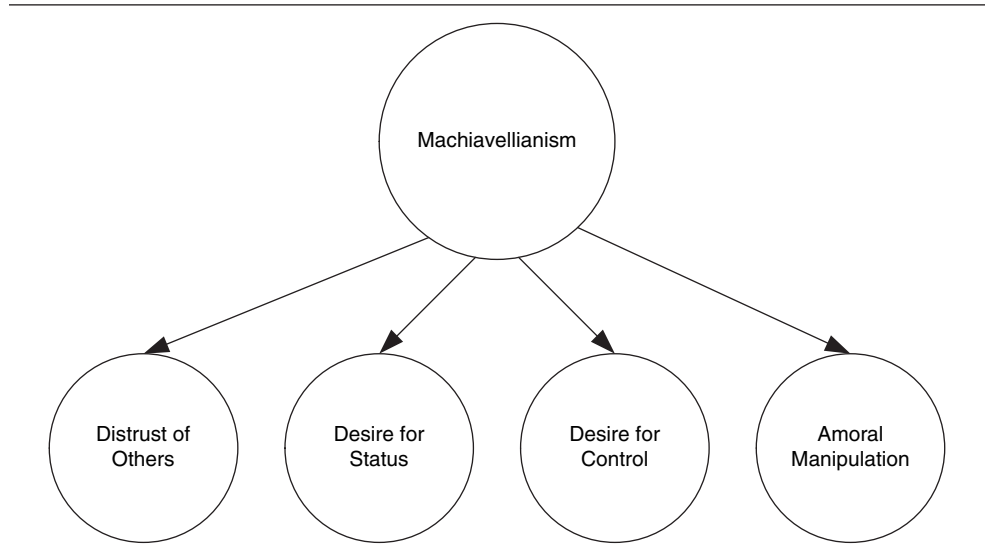 Machiavellianism
Distrust of
Others
Desire for
Status
Desire for
Control
Amoral
Manipulation